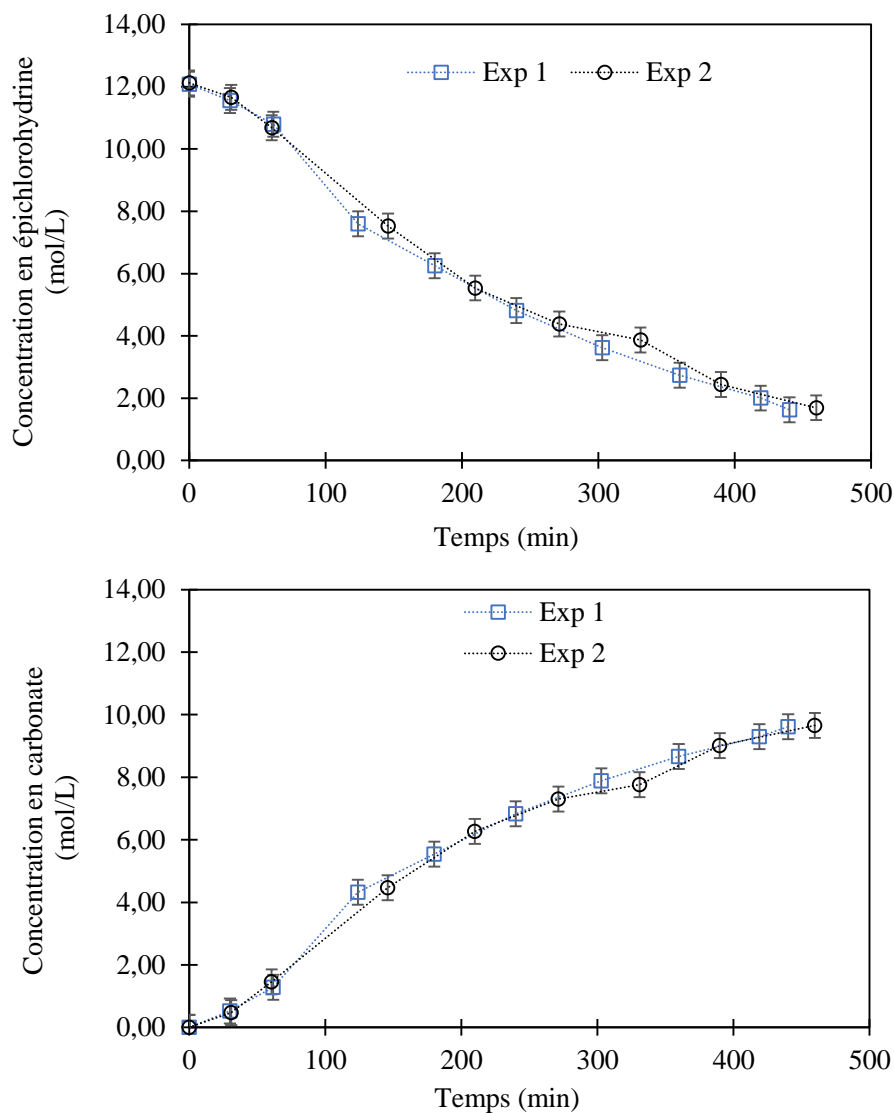 14,00
12,00
10,00
8,00
6,00
4,00
2,00
0,00
Concentration en épichlorohydrine
(mol/L)
Exp 1 Exp 2
0 100 200 300 400 500
Temps (min)
14,00
12,00
10,00
8,00
6,00
4,00
2,00
0,00
Concentration en carbonate
(mol/L)
Exp 1
Exp 2
0 100 200 300 400 500
Temps (min)